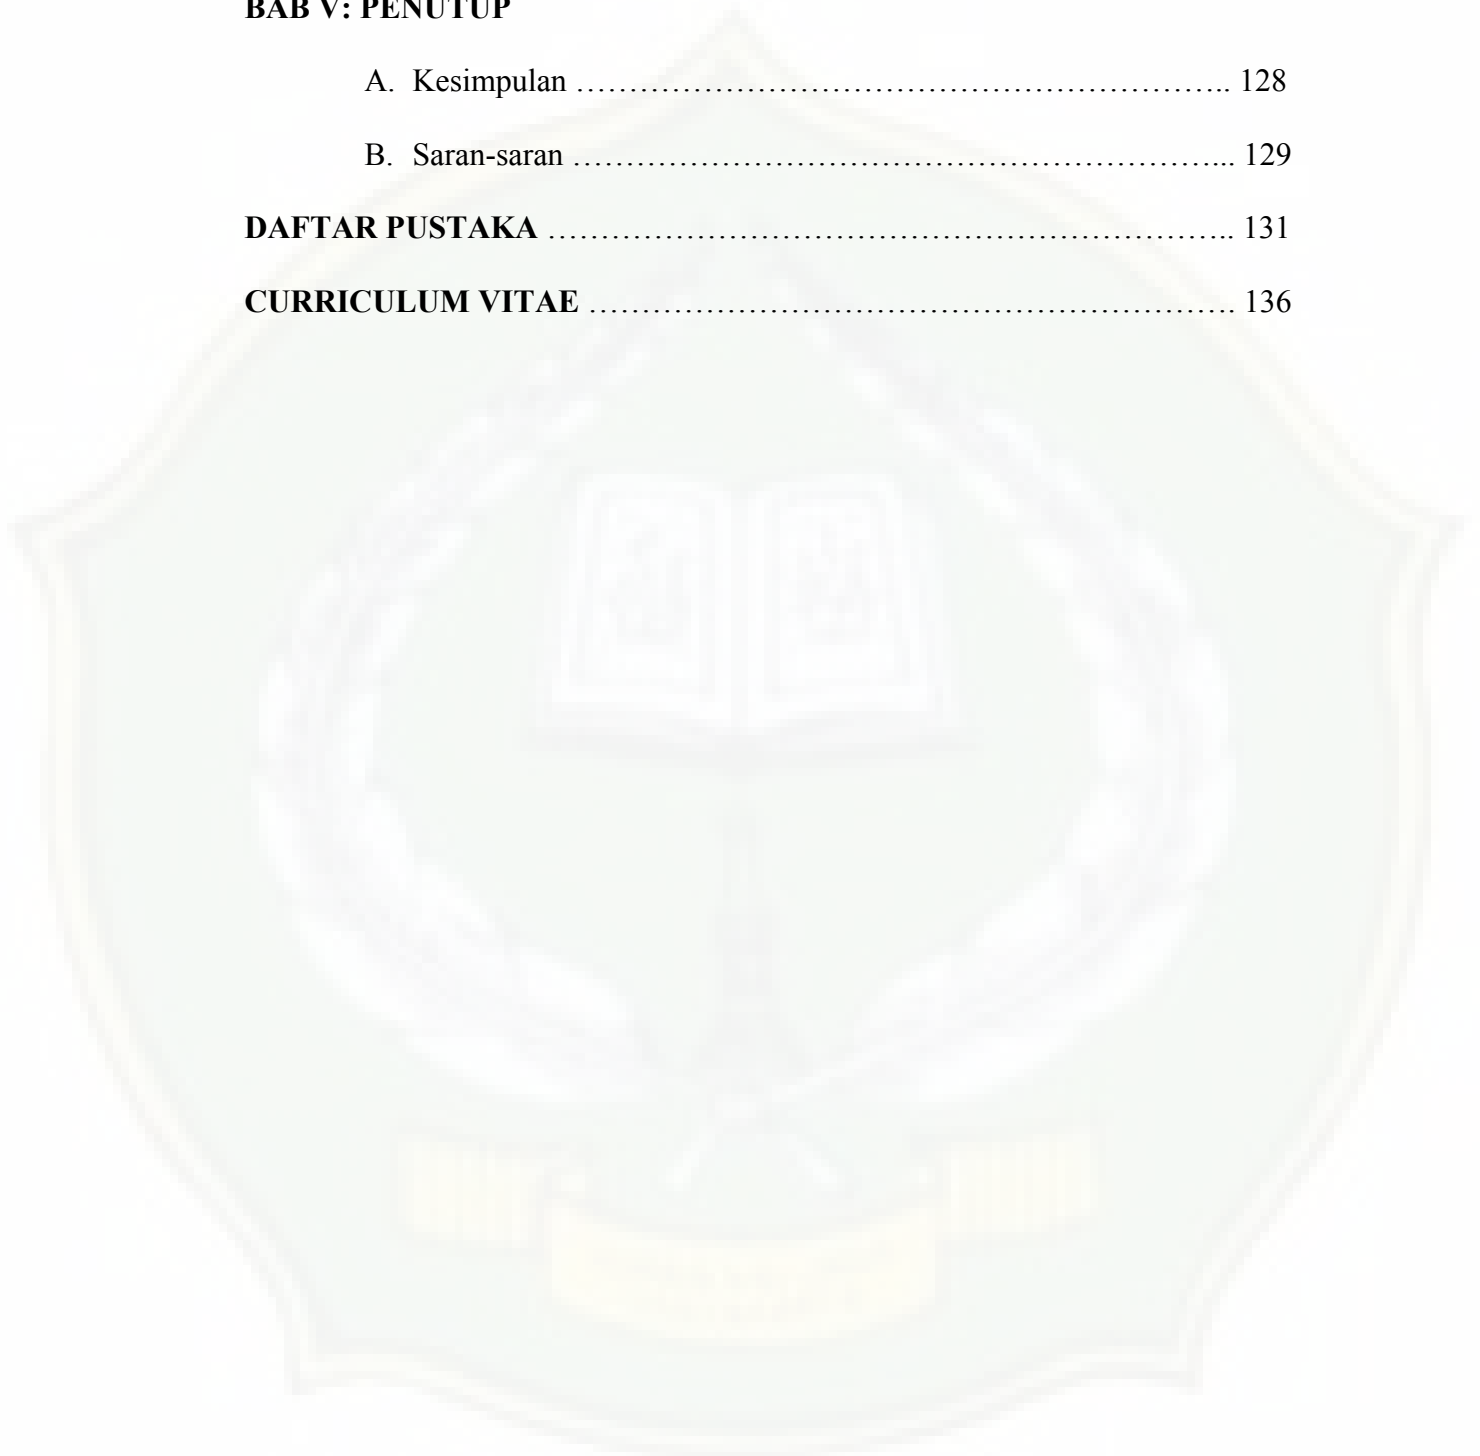 BAB V: PENUTUP
A. Kesimpulan ……………………………………………………….. 128
B. Saran-saran ……………………………………………………... 129
DAFTAR PUSTAKA ………………………………………………………….. 131
CURRICULUM VITAE ………………………………………………………. 136